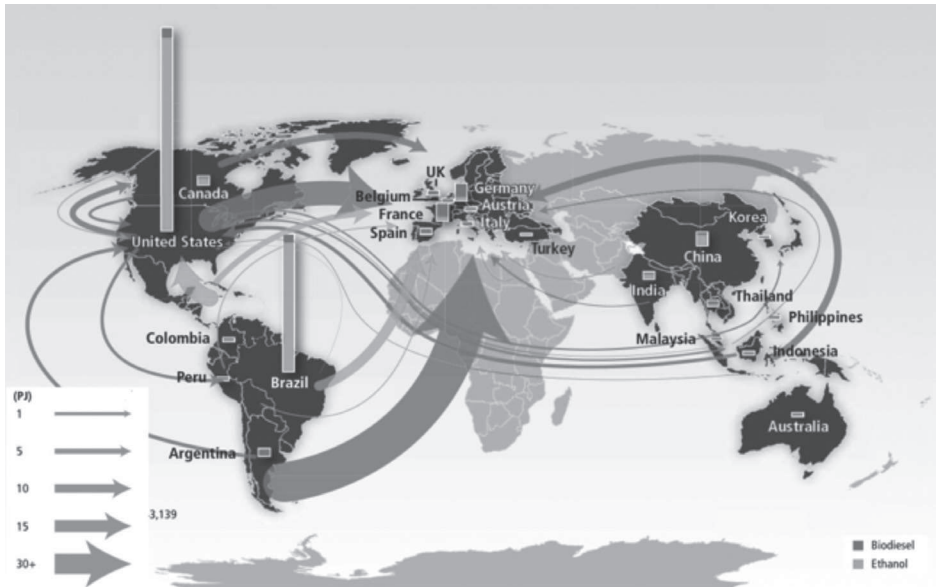 UK
Canada
Belgium
Germany
France
Austria
Spain
Italy
United States
Turkey
Korea
China
India
Thailand
Philippines
Malaysia
Indonesia
Colombia
Peru
Brazil
Argentina
Australia
(PJ)
1
5
10
15
3,139
30+
Biodiesel
Ethanol